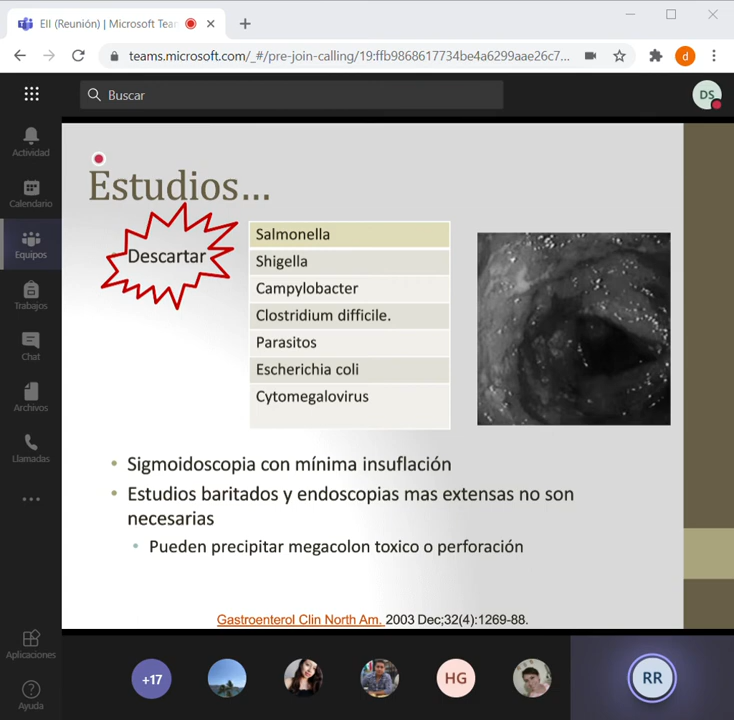 EII (Reunión) | Microsoft Tear
teams.microsoft.com/_#/pre-join-calling/19:ffb9868617734be4a6299aae26c7...
d
Buscar
DS
Actividad
Calendario
Equipos
Trabajos
Chat
Archivos
Llamadas
Aplicaciones
Ayuda
Estudios...
Descartar
Salmonella
Shigella
Campylobacter
Clostridium difficile.
Parasitos
Escherichia coli
Cytomegalovirus
• Sigmoidoscopia con mínima insuflación
• Estudios baritados y endoscopias mas extensas no son
necesarias
• Pueden precipitar megacolon toxico o perforación
Gastroenterol Clin North Am. 2003 Dec;32(4):1269-88.
+17
HG
RR